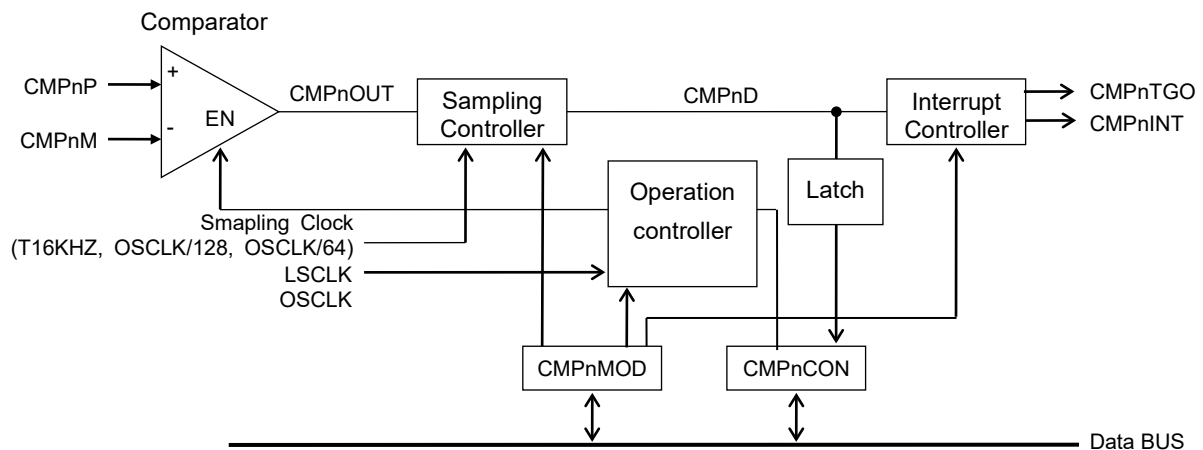 Comparator
CMPnP
+
CMPnM
-
EN
CMPnOUT
Sampling
Controller
CMPnD
Interrupt
Controller
CMPnTGO
CMPnINT
Latch
Operation
controller
Smapling Clock
(T16KHZ, OSCLK/128, OSCLK/64)
LSCLK
OSCLK
CMPnMOD
CMPnCON
Data BUS